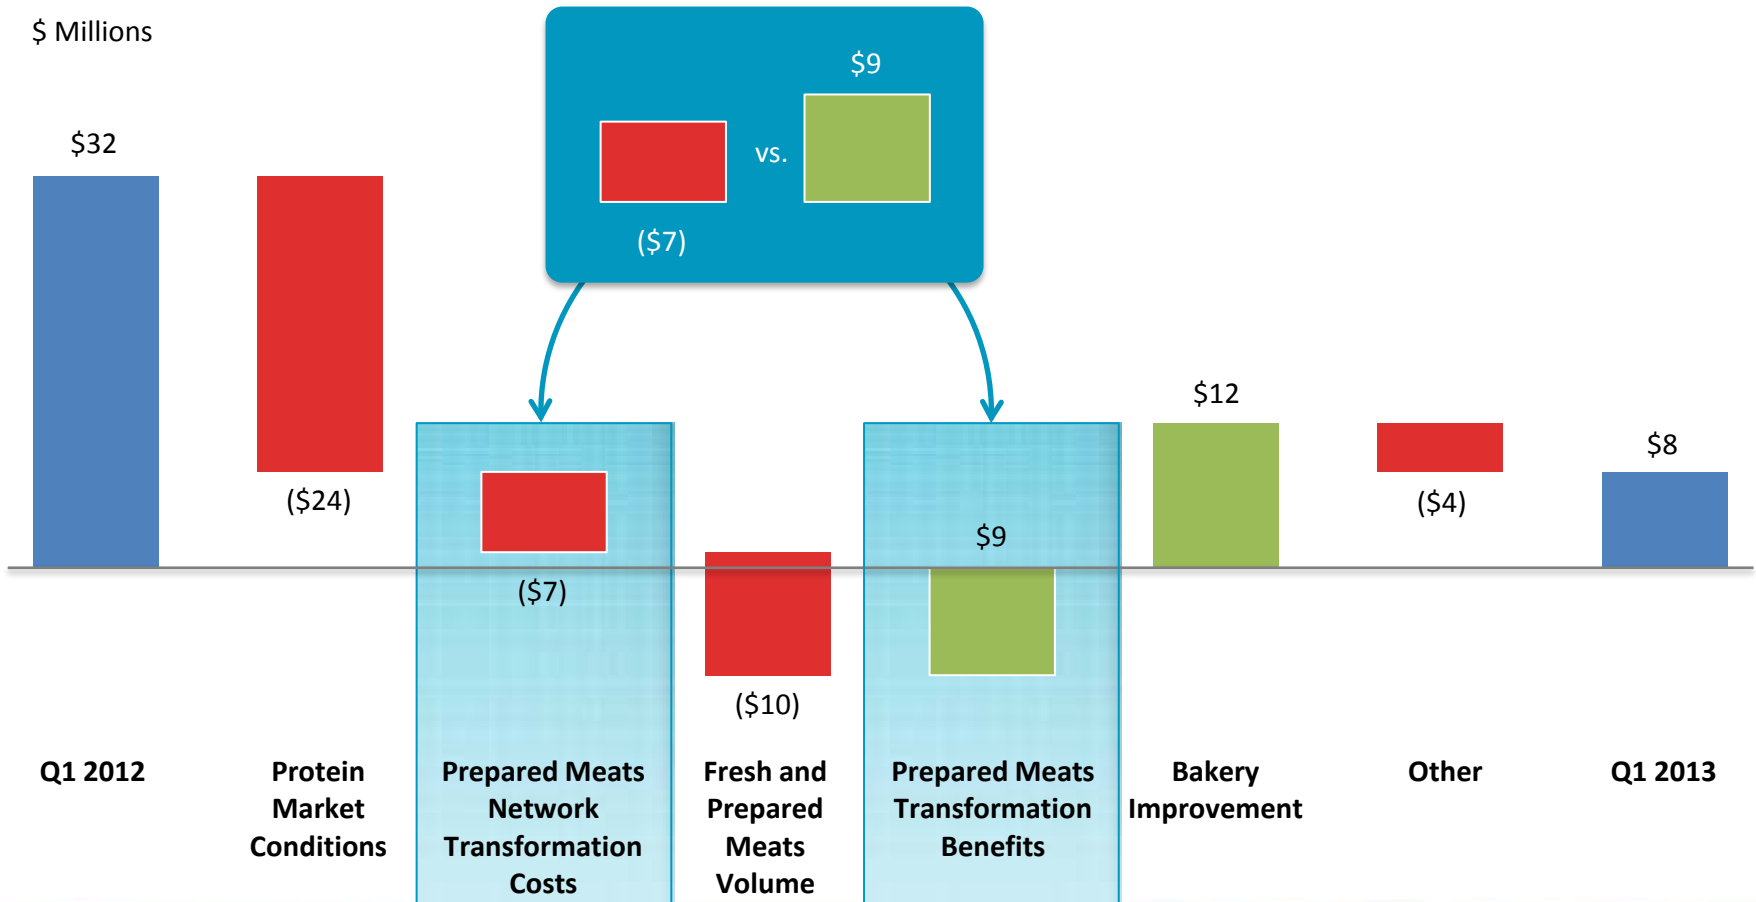 $ Millions
$9
vs.
($7)
$32
($24)
($7)
($10)
$9
$12
($4)
$8
Q1 2012
Protein
Market
Conditions
Prepared Meats
Network
Transformation
Costs
Fresh and
Prepared
Meats
Volume
Prepared Meats
Transformation
Benefits
Bakery
Improvement
Other
Q1 2013